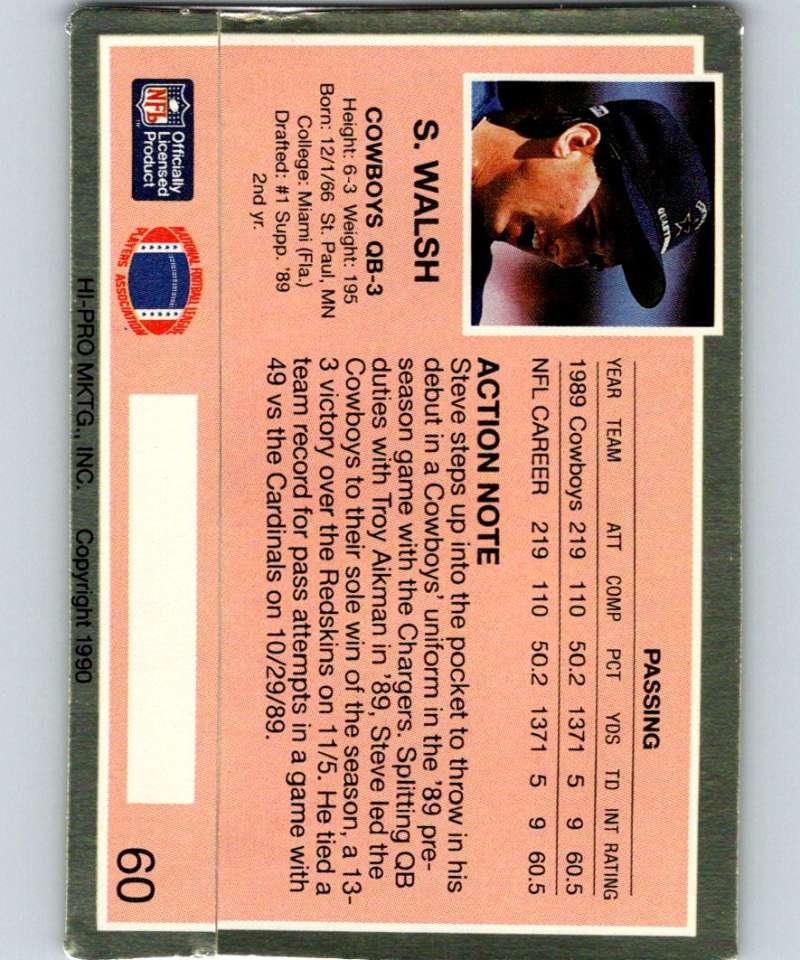 PASSING
YEAR TEAM ATT COMP PCT YDS TD INT RATING
1989 Cowboys 219 110 50.2 1371 5 9 60.5
NFL CAREER 219 110 50.2 1371 5 9 60.5
S. WALSH
COWBOYS QB-3
Height: 6-3 Weight: 195
Born: 12/1/66 St. Paul, MN
College: Miami (Fla.)
Drafted: #1 Supp. '89
2nd yr.
ACTION NOTE
Steve steps up into the pocket to throw in his
debut in a Cowboys' uniform in the '89 pre-
season game with the Chargers. Splitting QB
duties with Troy Aikman in '89, Steve led the
Cowboys to their sole win of the season, a 13-
3 victory over the Redskins on 11/5. He tied a
team record for pass attempts in a game with
49 vs the Cardinals on 10/29/89.
NFL
Officially
Licensed
Product
NATIONAL FOOTBALL LEAGUE
PLAYERS ASSOCIATION
60
HI-PRO MKTG., INC. Copyright 1990